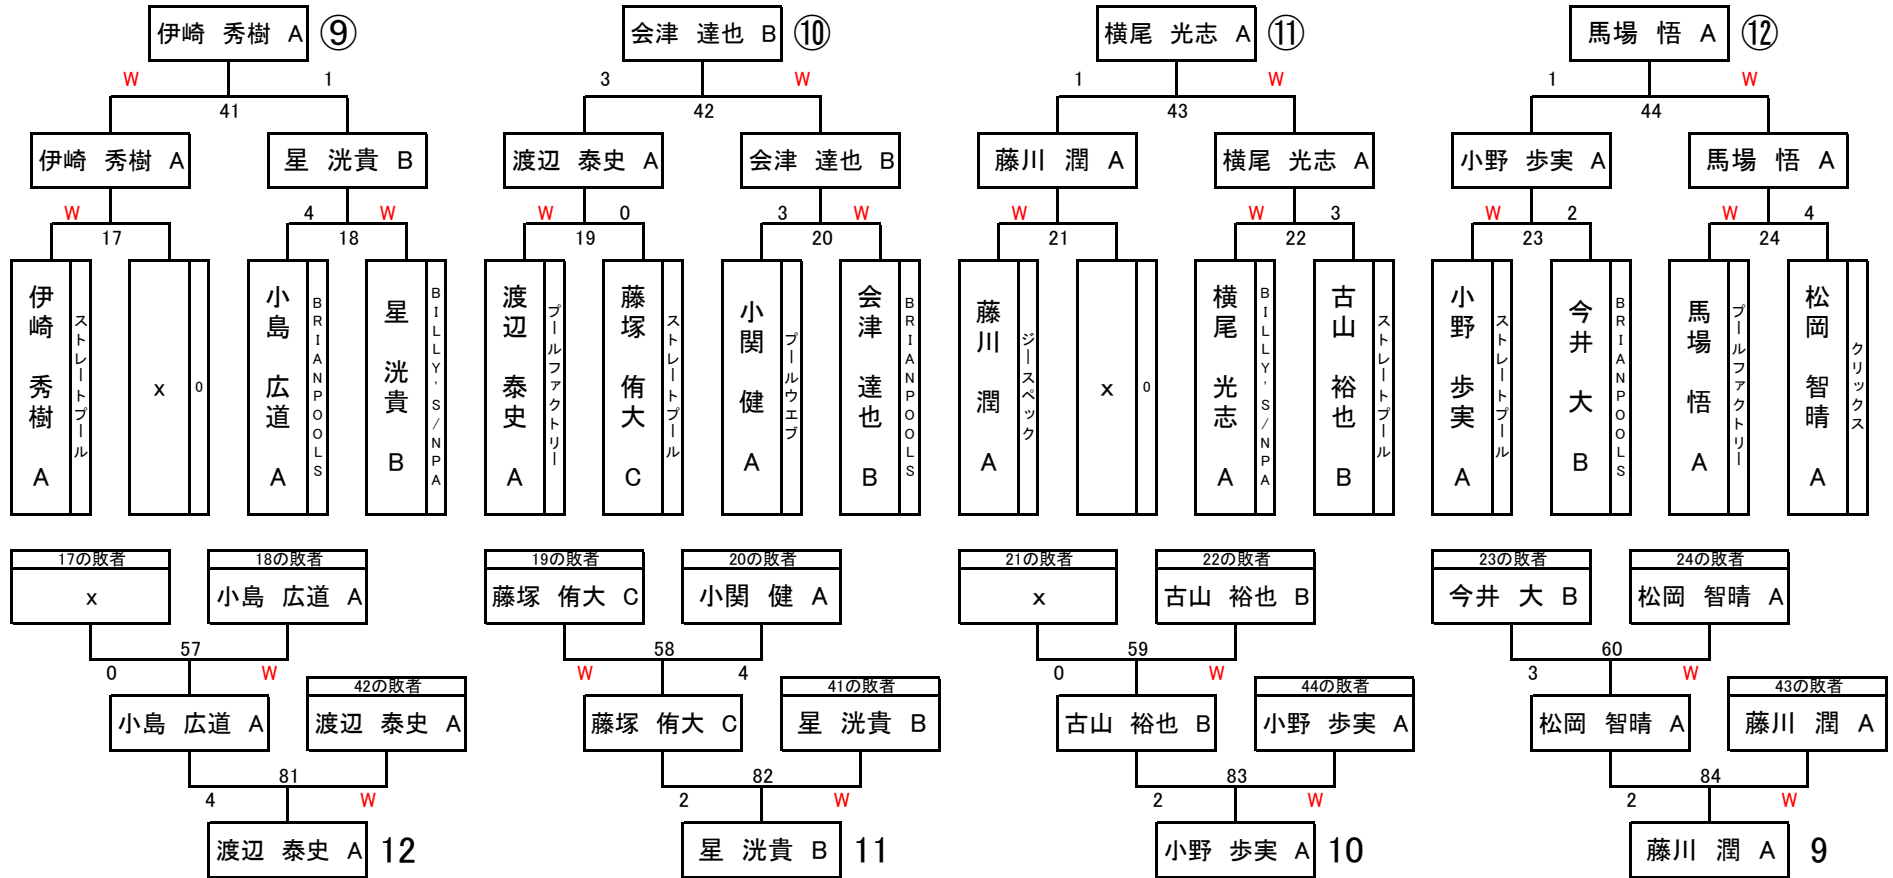 伊崎 秀樹 A ⑨ 会津 達也 B ⑩ 横尾 光志 A ⑪ 馬場 悟 A ⑫
W 1 3 W 1 W 1 W
41 42 43 44
伊崎 秀樹 A 星 洸貴 B 渡辺 泰史 A 会津 達也 B 藤川 潤 A 横尾 光志 A 小野 歩実 A 馬場 悟 A
W 4 W W 0 3 W W W 3 W 2 W 4
17 18 19 20 21 22 23 24
伊崎 秀樹 A ストレートプール
x 0
小島 広道 A BRIANPOOLS
星 洸貴 B BILLY'S/NPA
渡辺 泰史 A プールファクトリー
藤塚 侑大 C ストレートプール
小関 健 A プールウエブ
会津 達也 B BRIANPOOLS
藤川 潤 A ジースペック
x 0
横尾 光志 A BILLY'S/NPA
古山 裕也 B ストレートプール
小野 歩実 A ストレートプール
今井 大 B BRIANPOOLS
馬場 悟 A プールファクトリー
松岡 智晴 A クリックス
17の敗者 18の敗者 19の敗者 20の敗者 21の敗者 22の敗者 23の敗者 24の敗者
x 小島 広道 A 藤塚 侑大 C 小関 健 A x 古山 裕也 B 今井 大 B 松岡 智晴 A
57 58 59 60
0 W W 4 0 W 3 W
42の敗者 41の敗者 44の敗者 43の敗者
小島 広道 A 渡辺 泰史 A 藤塚 侑大 C 星 洸貴 B 古山 裕也 B 小野 歩実 A 松岡 智晴 A 藤川 潤 A
81 82 83 84
4 W 2 W 2 W 2 W
渡辺 泰史 A 12 星 洸貴 B 11 小野 歩実 A 10 藤川 潤 A 9